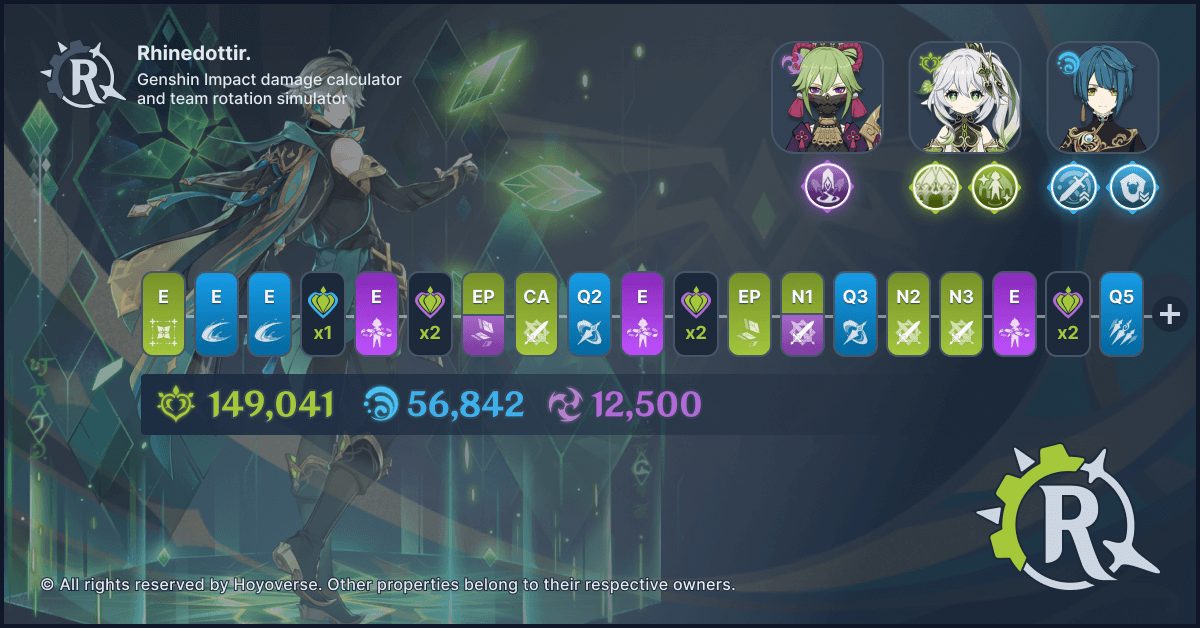 R
Rhinedottir.
Genshin Impact damage calculator
and team rotation simulator
E E E x1 E x2 EP CA Q2 E x2 EP N1 Q3 N2 N3 E x2 Q5 +
149,041 56,842 12,500
R
© All rights reserved by Hoyoverse. Other properties belong to their respective owners.